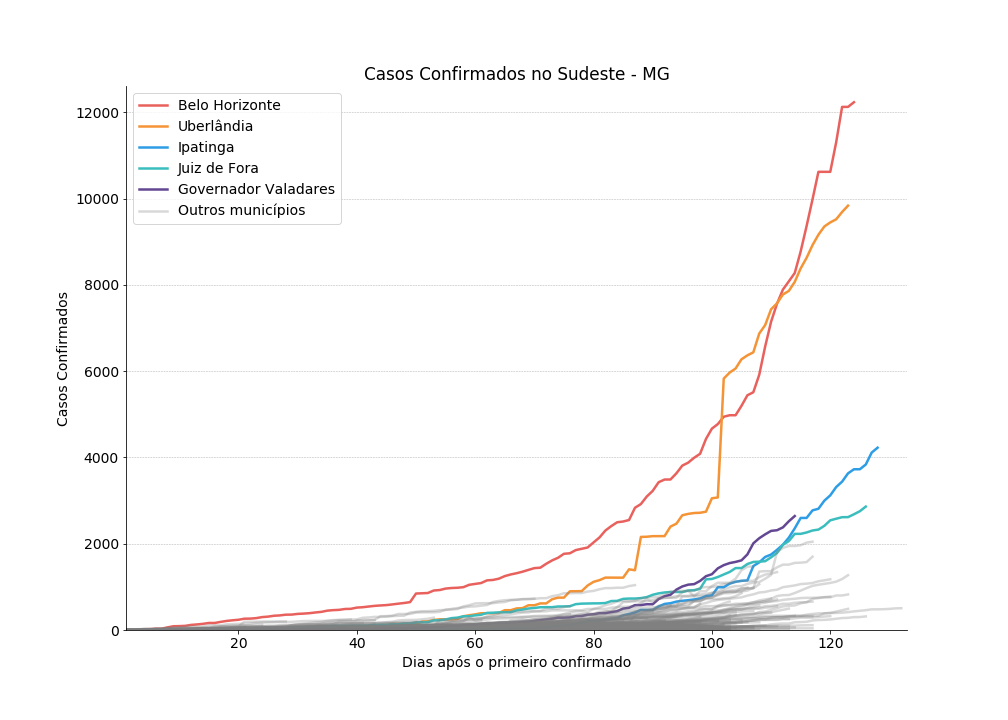 Casos Confirmados no Sudeste - MG
Belo Horizonte
Uberlândia
Ipatinga
Juiz de Fora
Governador Valadares
Outros municípios
12000
10000
8000
6000
4000
2000
0
Casos Confirmados
20 40 60 80 100 120
Dias após o primeiro confirmado